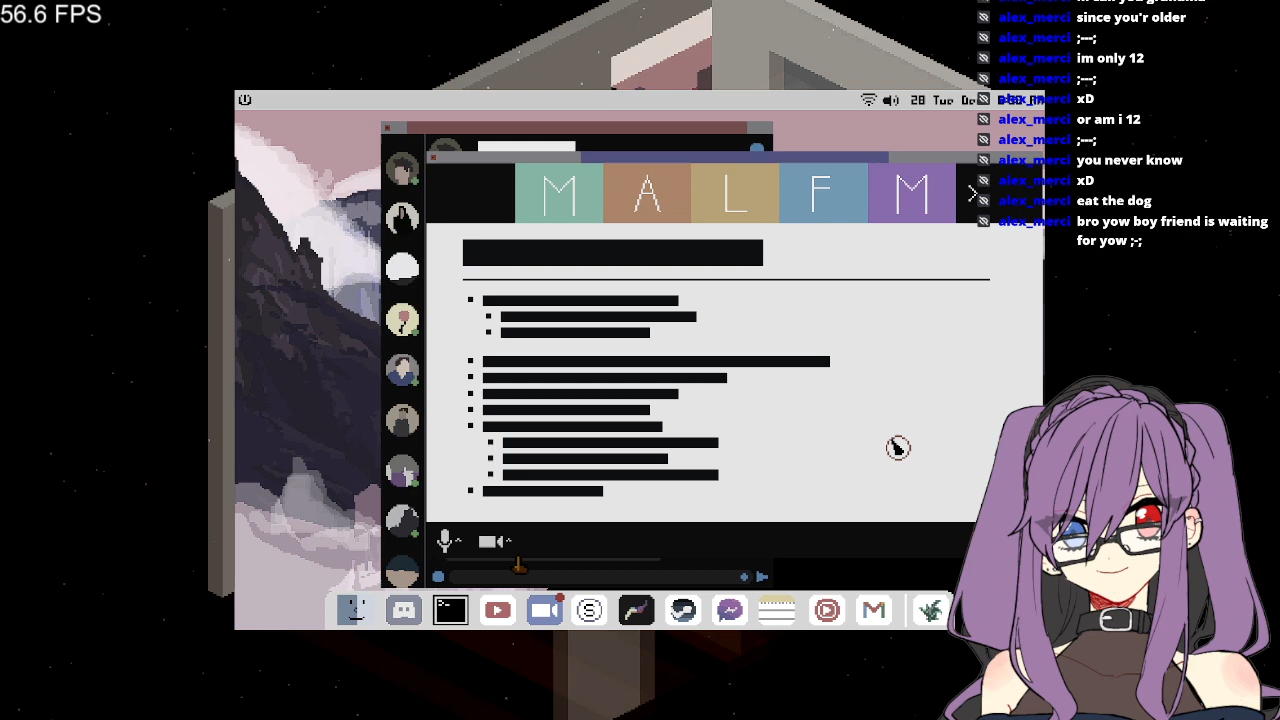 56.6 FPS
since you'r older
alex_merci ;---;
alex_merci im only 12
alex_merci ;---;
alex_merci xD
alex_merci or am i 12
alex_merci ;---;
alex_merci you never know
alex_merci xD
alex_merci eat the dog
alex_merci bro yow boy friend is waiting
for yow ;-;
28 Tue
M A L F M